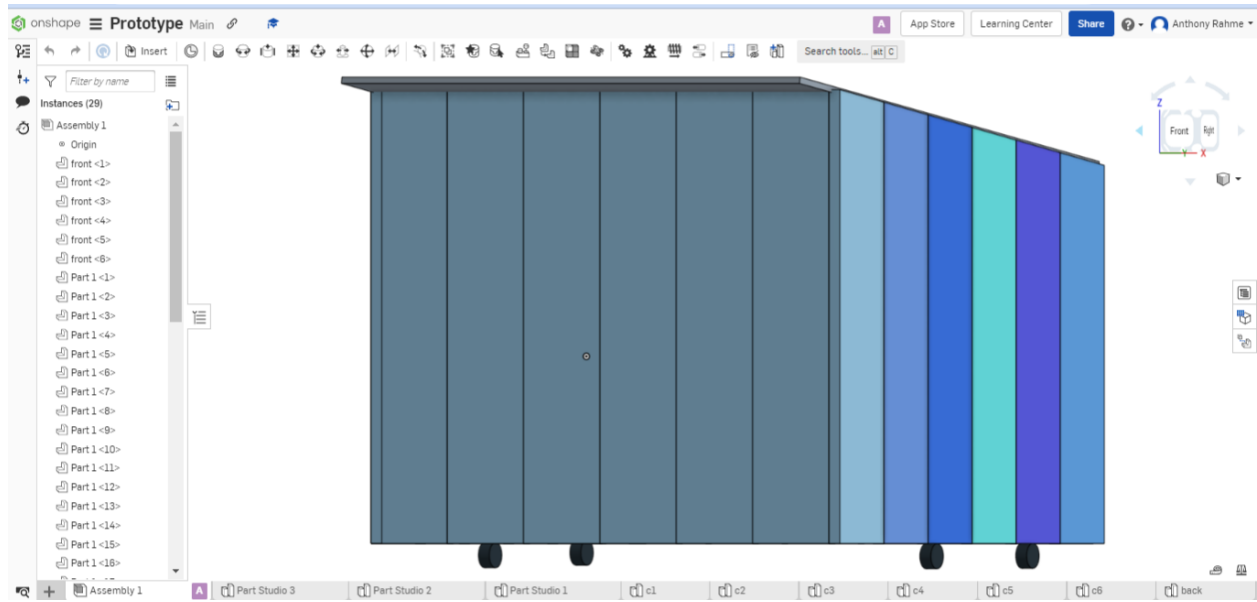 onshape Prototype Main
App Store Learning Center Share Anthony Rahme
Insert Search tools... alt C
Filter by name
Instances (29)
Assembly 1
Origin
front <1>
front <2>
front <3>
front <4>
front <5>
front <6>
Part 1 <1>
Part 1 <2>
Part 1 <3>
Part 1 <4>
Part 1 <5>
Part 1 <6>
Part 1 <7>
Part 1 <8>
Part 1 <9>
Part 1 <10>
Part 1 <11>
Part 1 <12>
Part 1 <13>
Part 1 <14>
Part 1 <15>
Part 1 <16>
Z
Front Right
Y X
Assembly 1 Part Studio 3 Part Studio 2 Part Studio 1 c1 c2 c3 c4 c5 c6 back